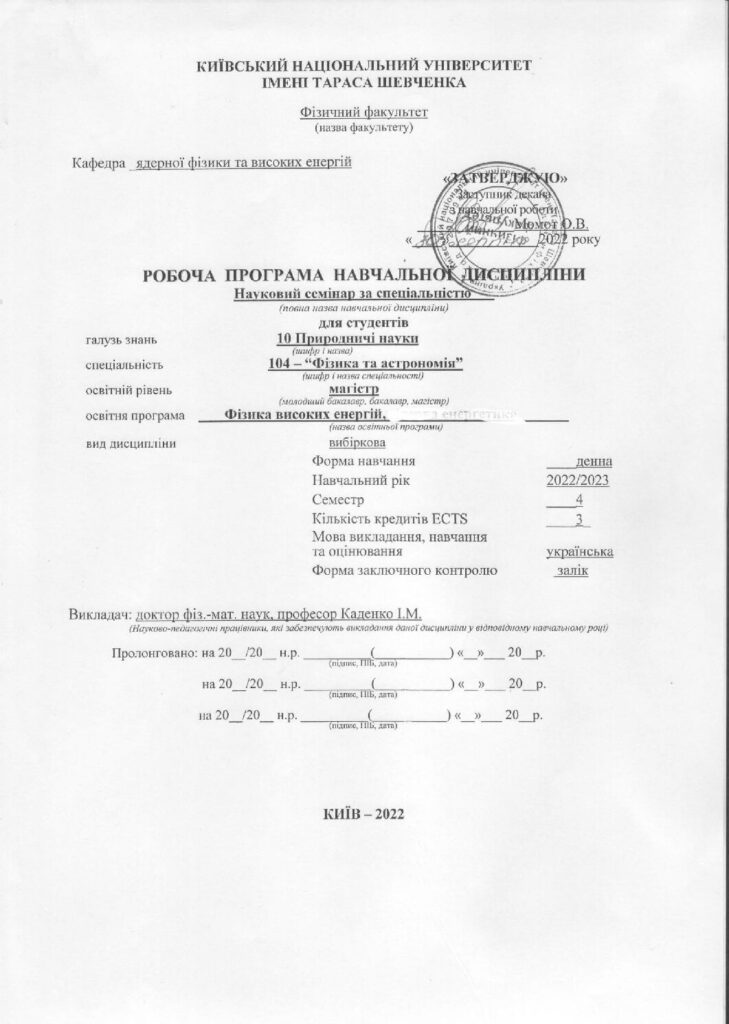 КИЇВСЬКИЙ НАЦІОНАЛЬНИЙ УНІВЕРСИТЕТ
ІМЕНІ ТАРАСА ШЕВЧЕНКА
Фізичний факультет
(назва факультету)
Кафедра ядерної фізики та високих енергій
«ЗАТВЕРДЖУЮ»
Заступник декана
з навчальної роботи
Момот О.В.
« 2022 року
РОБОЧА ПРОГРАМА НАВЧАЛЬНОЇ ДИСЦИПЛІНИ
Науковий семінар за спеціальністю
(повна назва навчальної дисципліни)
для студентів
галузь знань 10 Природничі науки
(шифр і назва)
спеціальність 104 – “Фізика та астрономія”
(шифр і назва спеціальності)
освітній рівень магістр
(молодший бакалавр, бакалавр, магістр)
освітня програма Фізика високих енергій, енергетика
(назва освітньої програми)
вид дисципліни вибіркова
Форма навчання денна
Навчальний рік 2022/2023
Семестр 4
Кількість кредитів ECTS 3
Мова викладання, навчання
та оцінювання українська
Форма заключного контролю залік
Викладач: доктор фіз.-мат. наук, професор Каденко І.М.
(Науково-педагогічні працівники, які забезпечують викладання даної дисципліни у відповідному навчальному році)
Пролонговано: на 20__/20__ н.р. __________(___________) «__»___ 20__р.
(підпис, ПІБ, дата)
на 20__/20__ н.р. __________(___________) «__»___ 20__р.
(підпис, ПІБ, дата)
на 20__/20__ н.р. __________(___________) «__»___ 20__р.
(підпис, ПІБ, дата)
КИЇВ – 2022